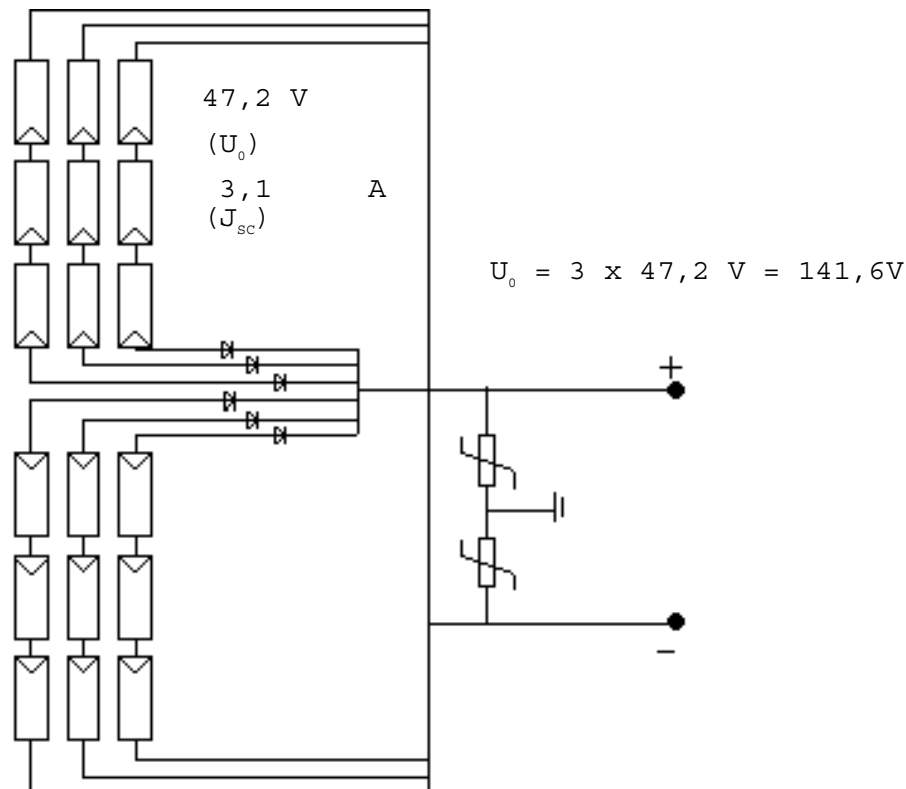 47,2 V
(U₀)
3,1 A
(Jsc)
U₀ = 3 x 47,2 V = 141,6V
+
−